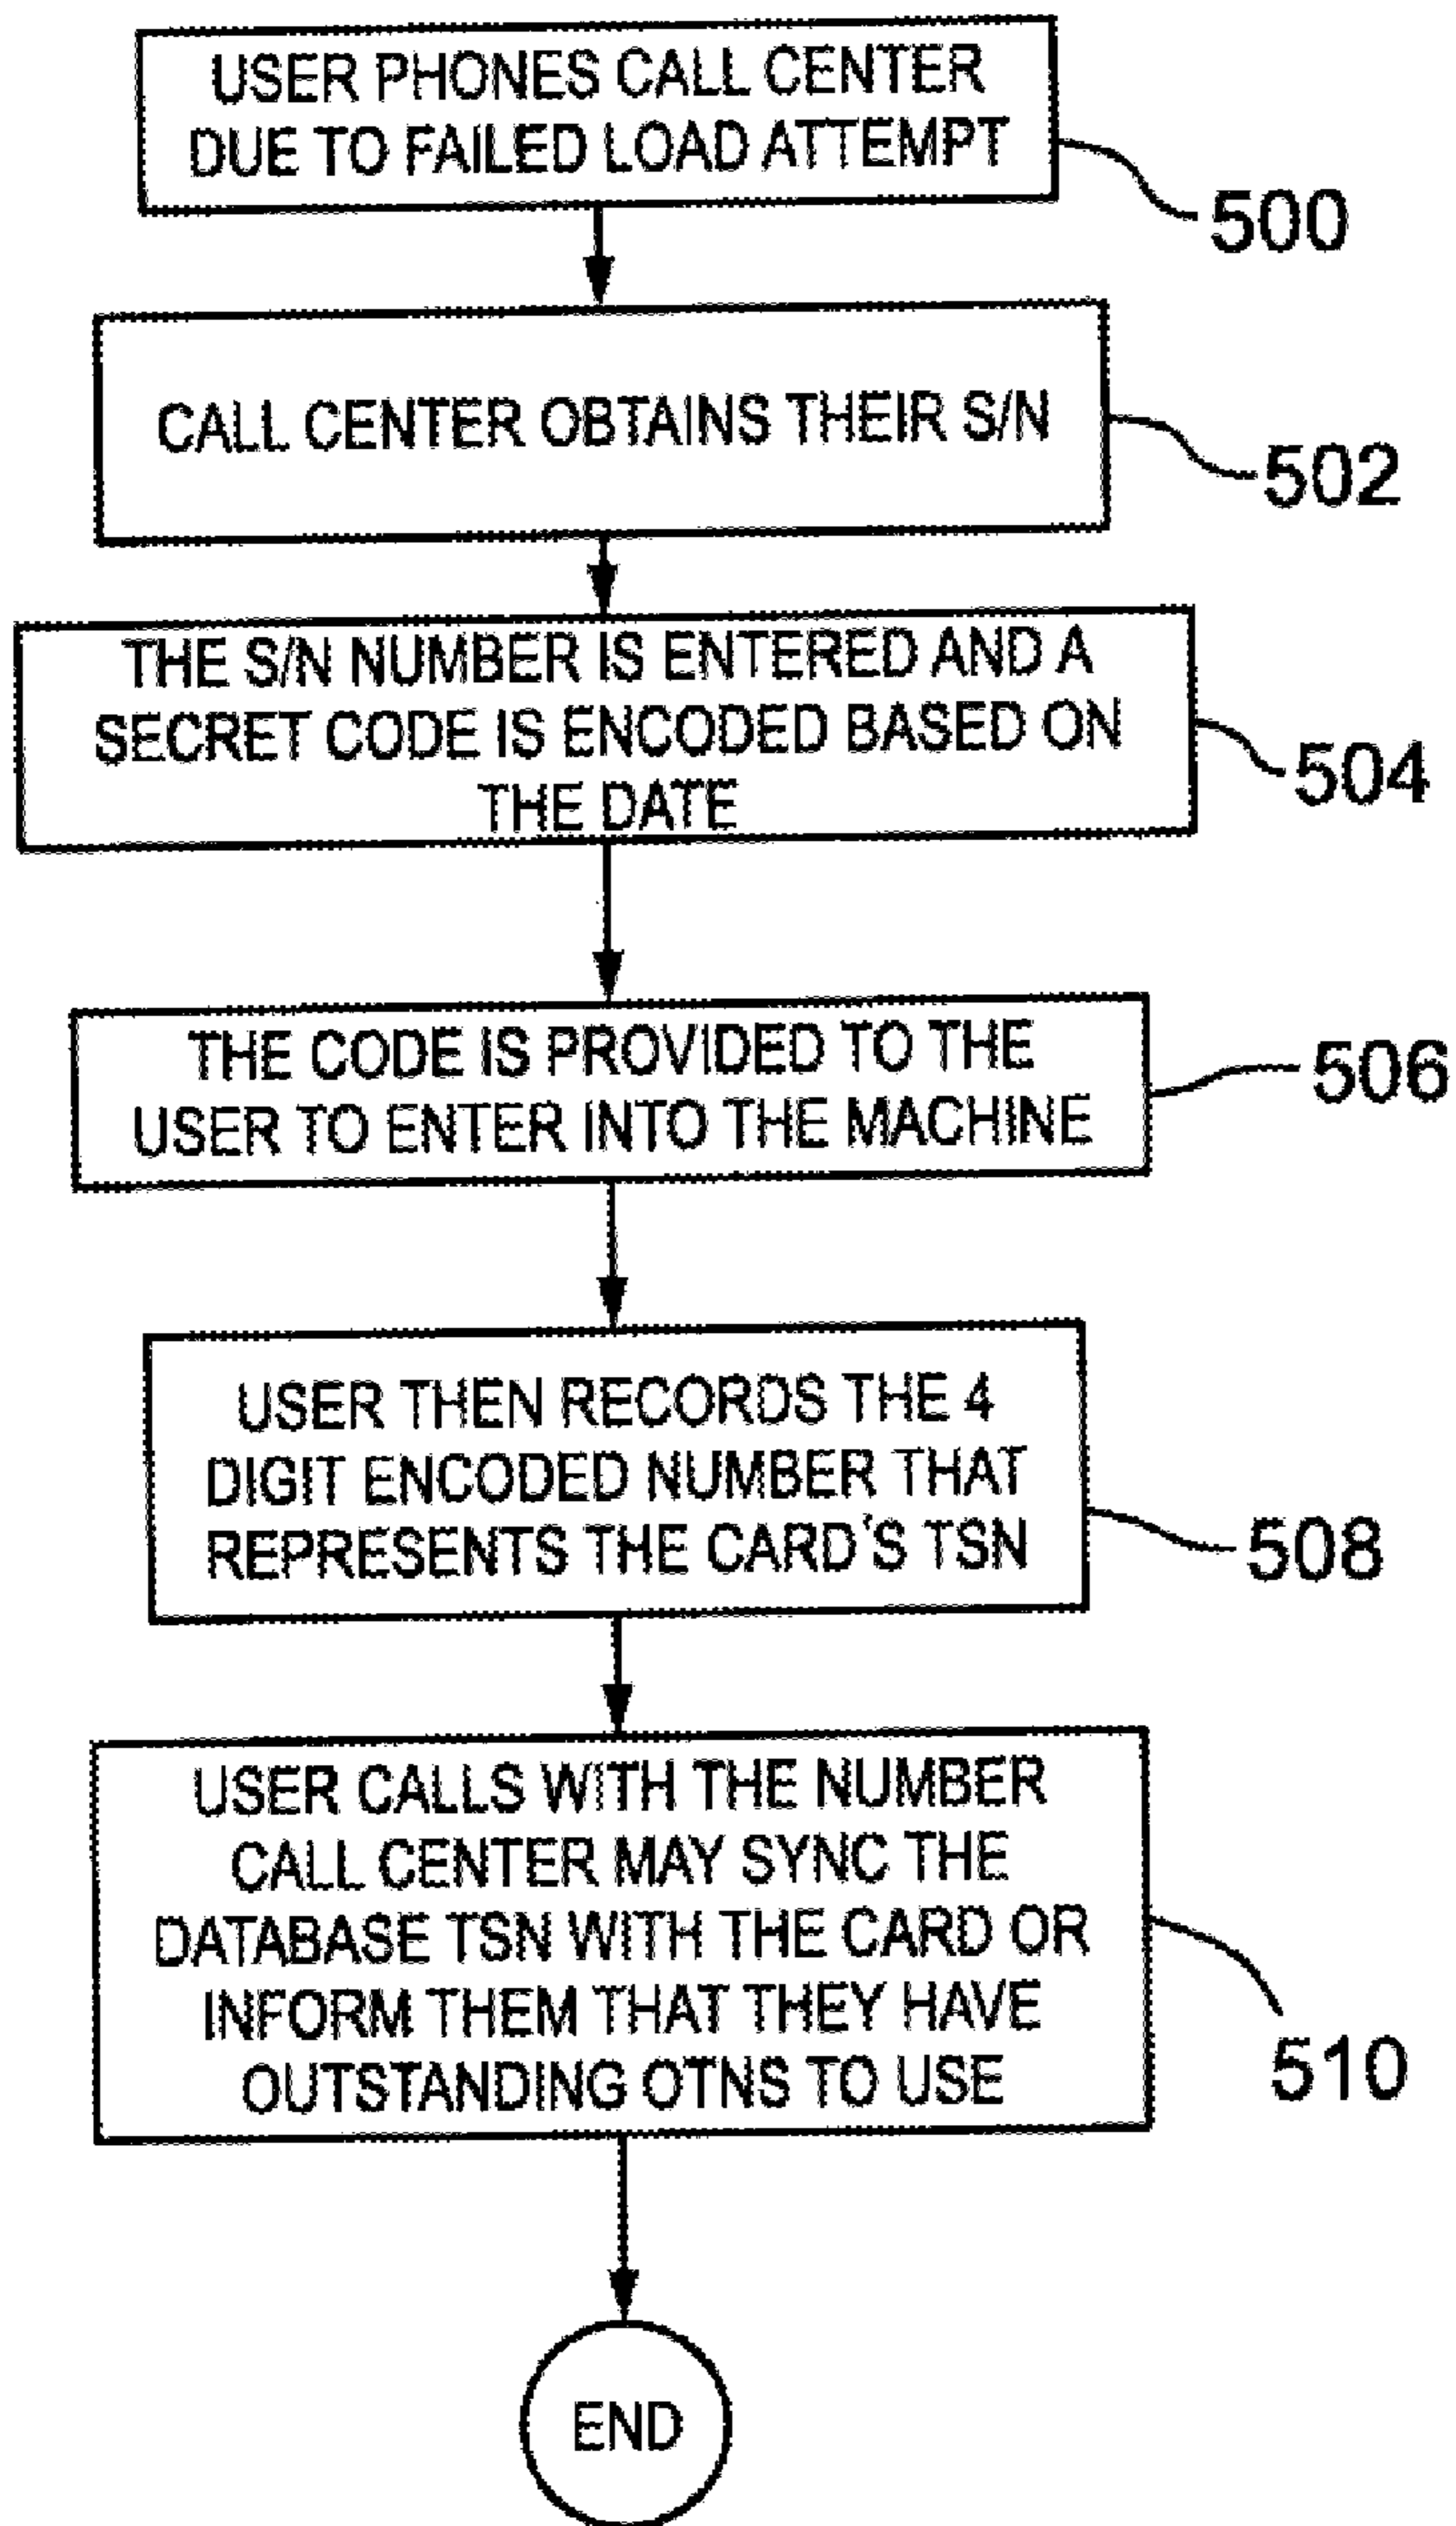 USER PHONES CALL CENTER
DUE TO FAILED LOAD ATTEMPT
500
CALL CENTER OBTAINS THEIR S/N
502
THE S/N NUMBER IS ENTERED AND A
SECRET CODE IS ENCODED BASED ON
THE DATE
504
THE CODE IS PROVIDED TO THE
USER TO ENTER INTO THE MACHINE
506
USER THEN RECORDS THE 4
DIGIT ENCODED NUMBER THAT
REPRESENTS THE CARD'S TSN
508
USER CALLS WITH THE NUMBER
CALL CENTER MAY SYNC THE
DATABASE TSN WITH THE CARD OR
INFORM THEM THAT THEY HAVE
OUTSTANDING OTNS TO USE
510
END